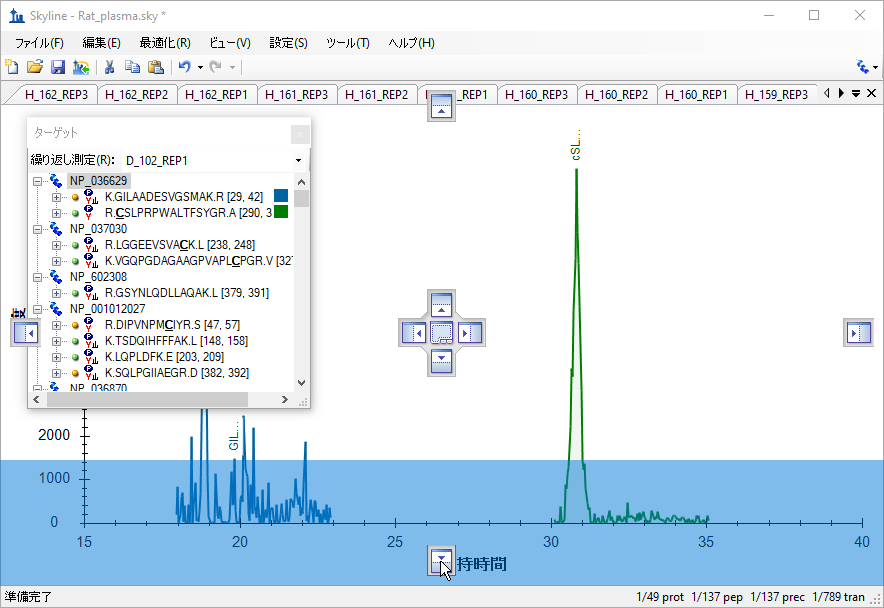 Skyline - Rat_plasma.sky *
ファイル(F) 編集(E) 最適化(R) ビュー(V) 設定(S) ツール(T) ヘルプ(H)
H_162_REP3 H_162_REP2 H_162_REP1 H_161_REP3 H_161_REP2 _REP1 H_160_REP3 H_160_REP2 H_160_REP1 H_159_REP3
ターゲット
繰り返し測定(R): D_102_REP1
NP_036629
K.GILAADESVGSMAK.R [29, 42]
R.CSLPRPWALTFSYGR.A [290, 3
NP_037030
R.LGGEEVSVACK.L [238, 248]
K.VGQPGDAGAAGPVAPLCPGR.V [327
NP_602308
R.GSYNLQDLLAQAK.L [379, 391]
NP_001012027
R.DIPVNPMCIYR.S [47, 57]
K.TSDQIHFFFAK.L [148, 158]
K.LQPLDFK.E [203, 209]
K.SQLPGIIAEGR.D [382, 392]
NP_036870
cSL...
GIL...
2000
1000
0
15 20 25 30 35 40
持時間
準備完了 1/49 prot 1/137 pep 1/137 prec 1/789 tran